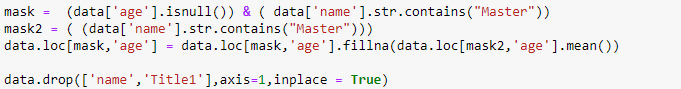 mask =  (data['age'].isnull()) & ( data['name'].str.contains("Master"))
mask2 = ( (data['name'].str.contains("Master")))
data.loc[mask,'age'] = data.loc[mask,'age'].fillna(data.loc[mask2,'age'].mean())
data.drop(['name','Title1'],axis=1,inplace = True)